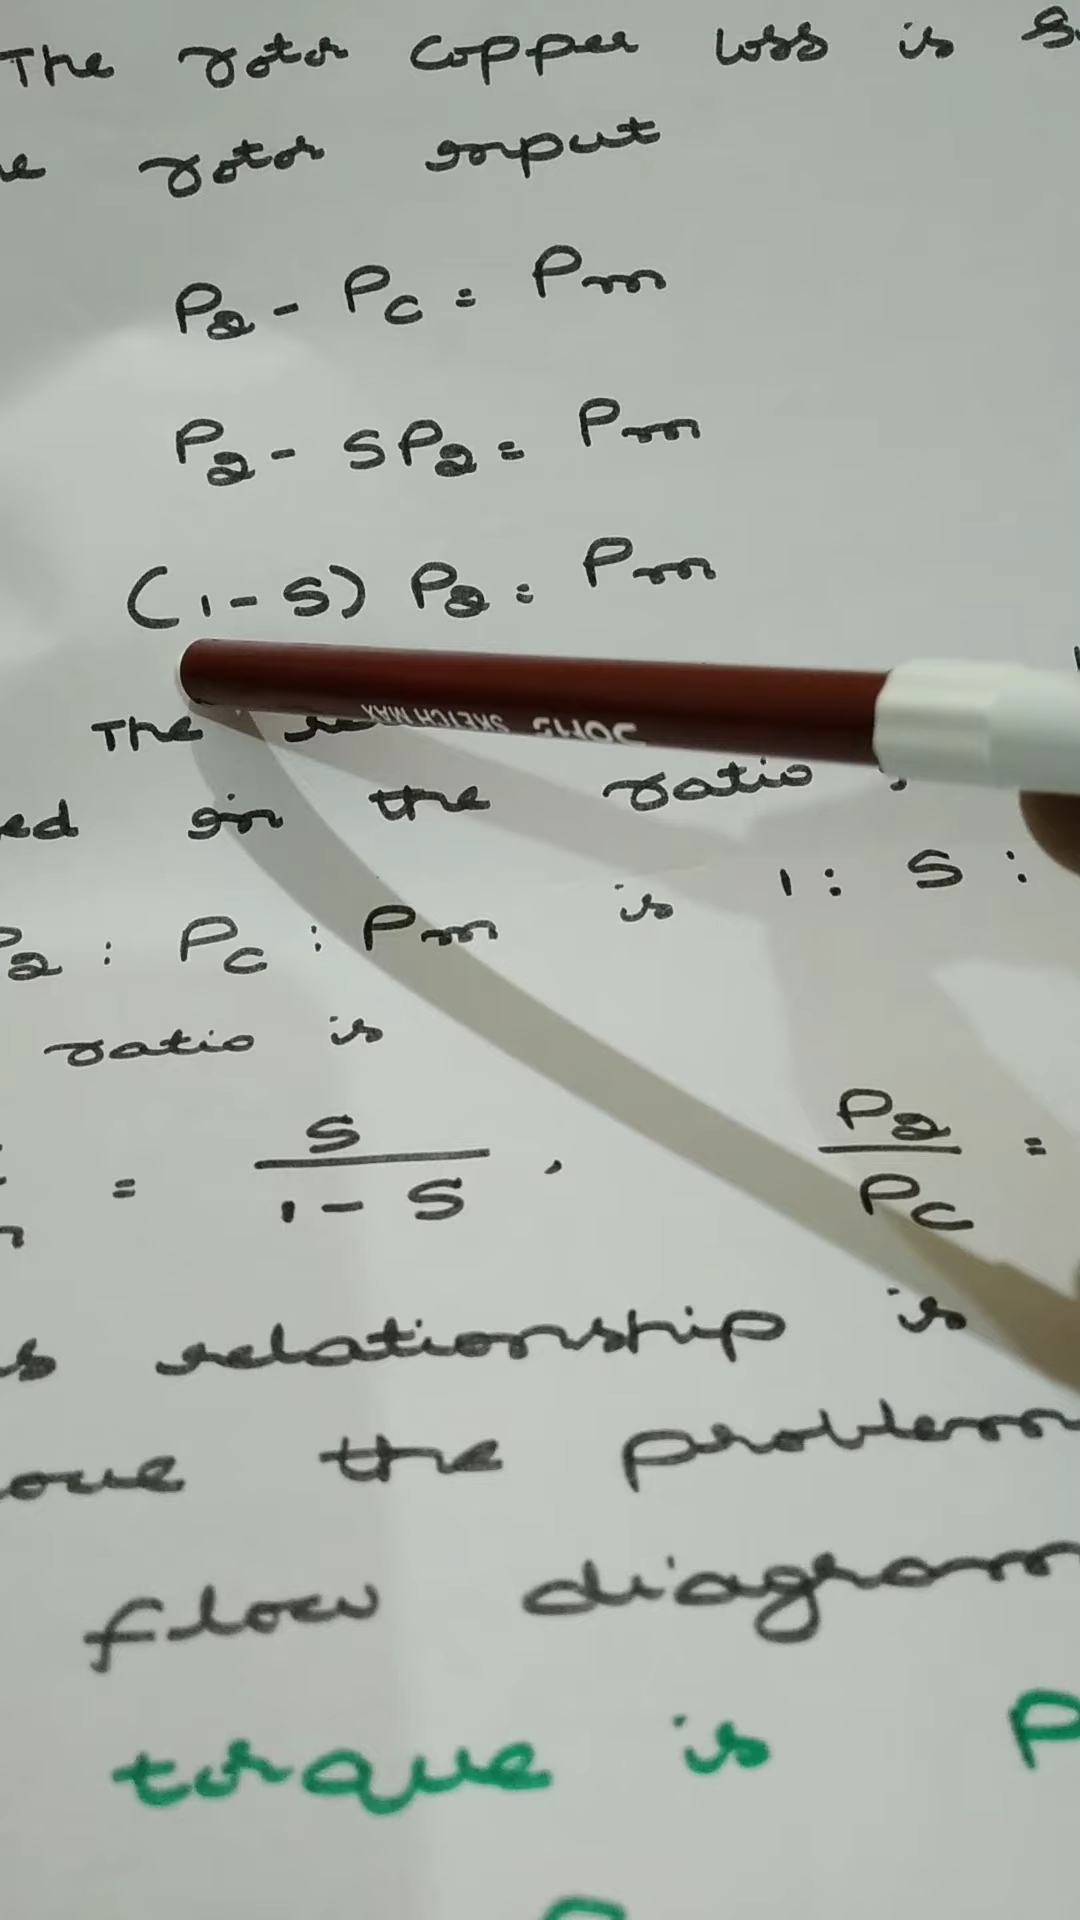 The rotor copper loss is
rotor input
P2 - Pc = Pm
P2 - SP2 = Pm
(1-S) P2 = Pm
DOMS SKETCH MAX
The
in the ratio
P2 : Pc : Pm is 1 : S :
ratio is
= S / 1-S , P2 / Pc =
relationship is
the problem
flow diagram
torque is P